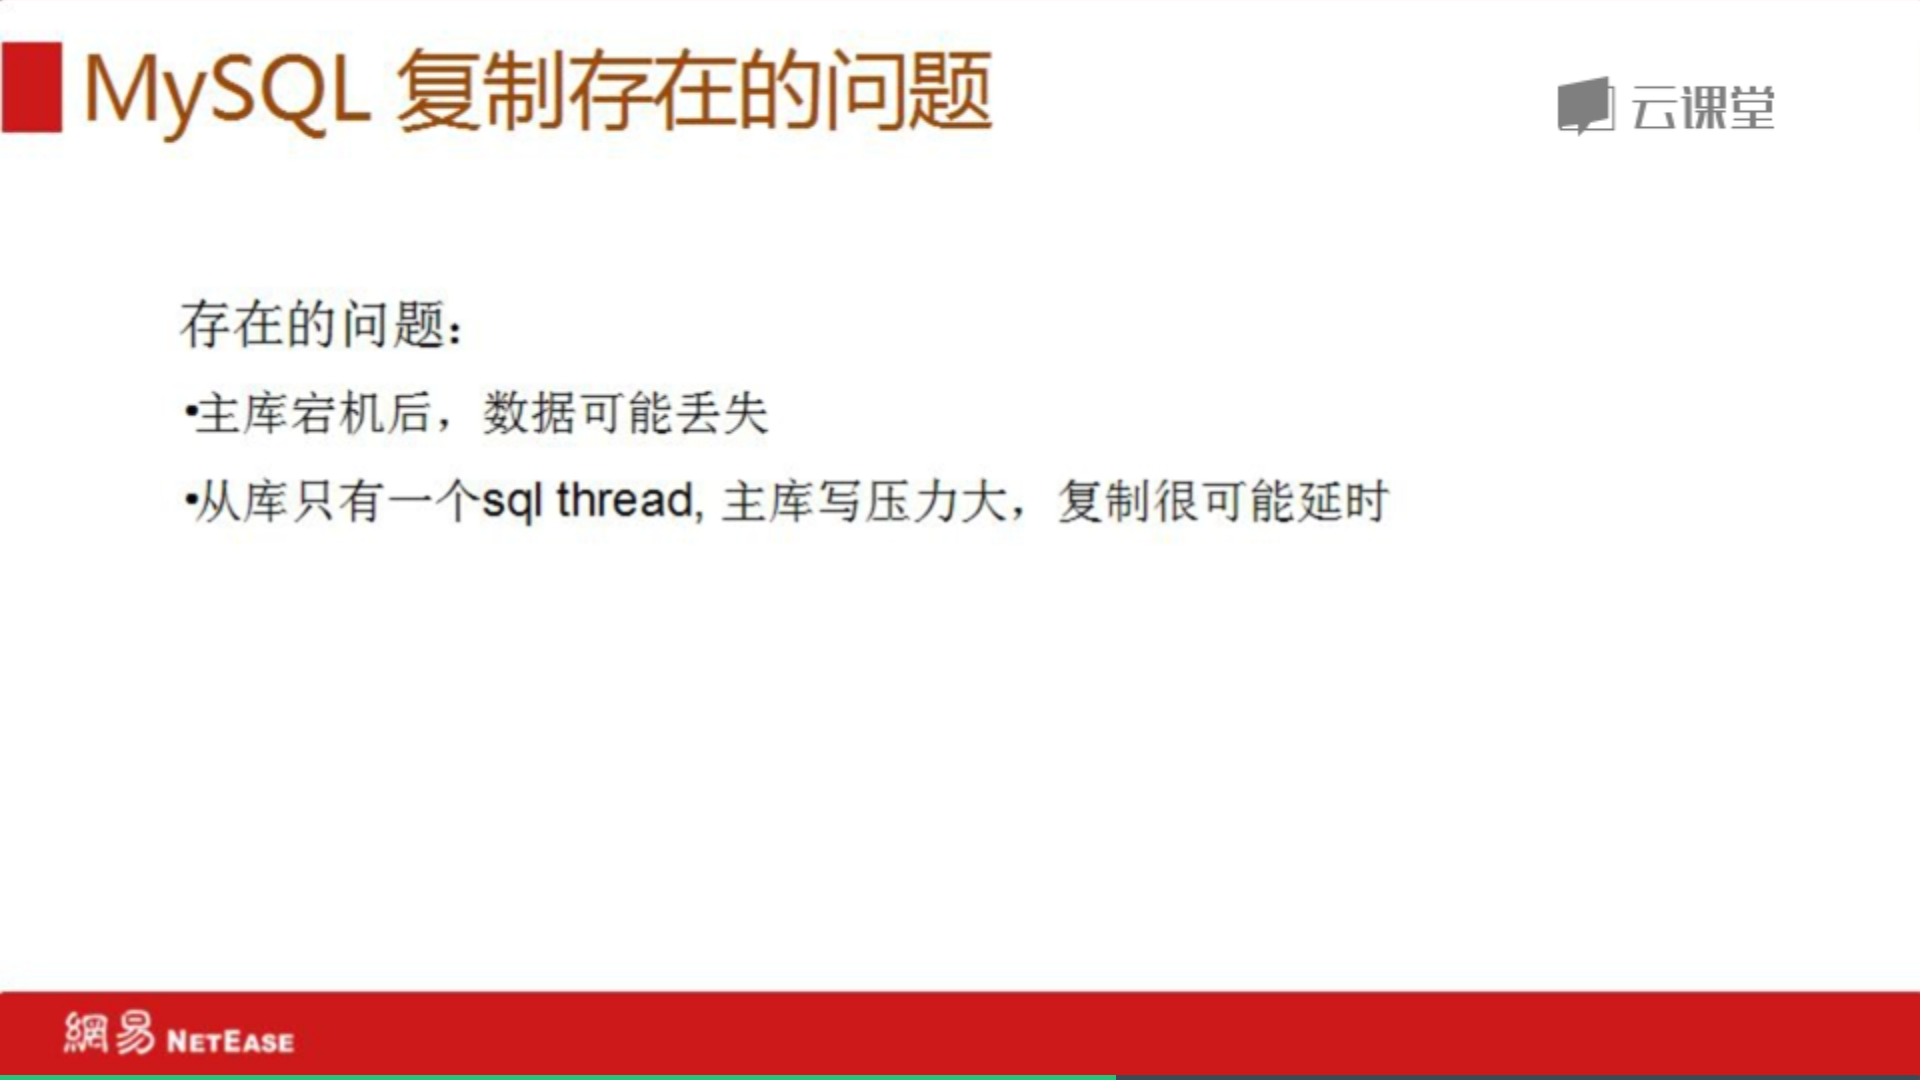 MySQL 复制存在的问题
云课堂
存在的问题：
•主库宕机后，数据可能丢失
•从库只有一个sql thread, 主库写压力大，复制很可能延时
網易 NETEASE